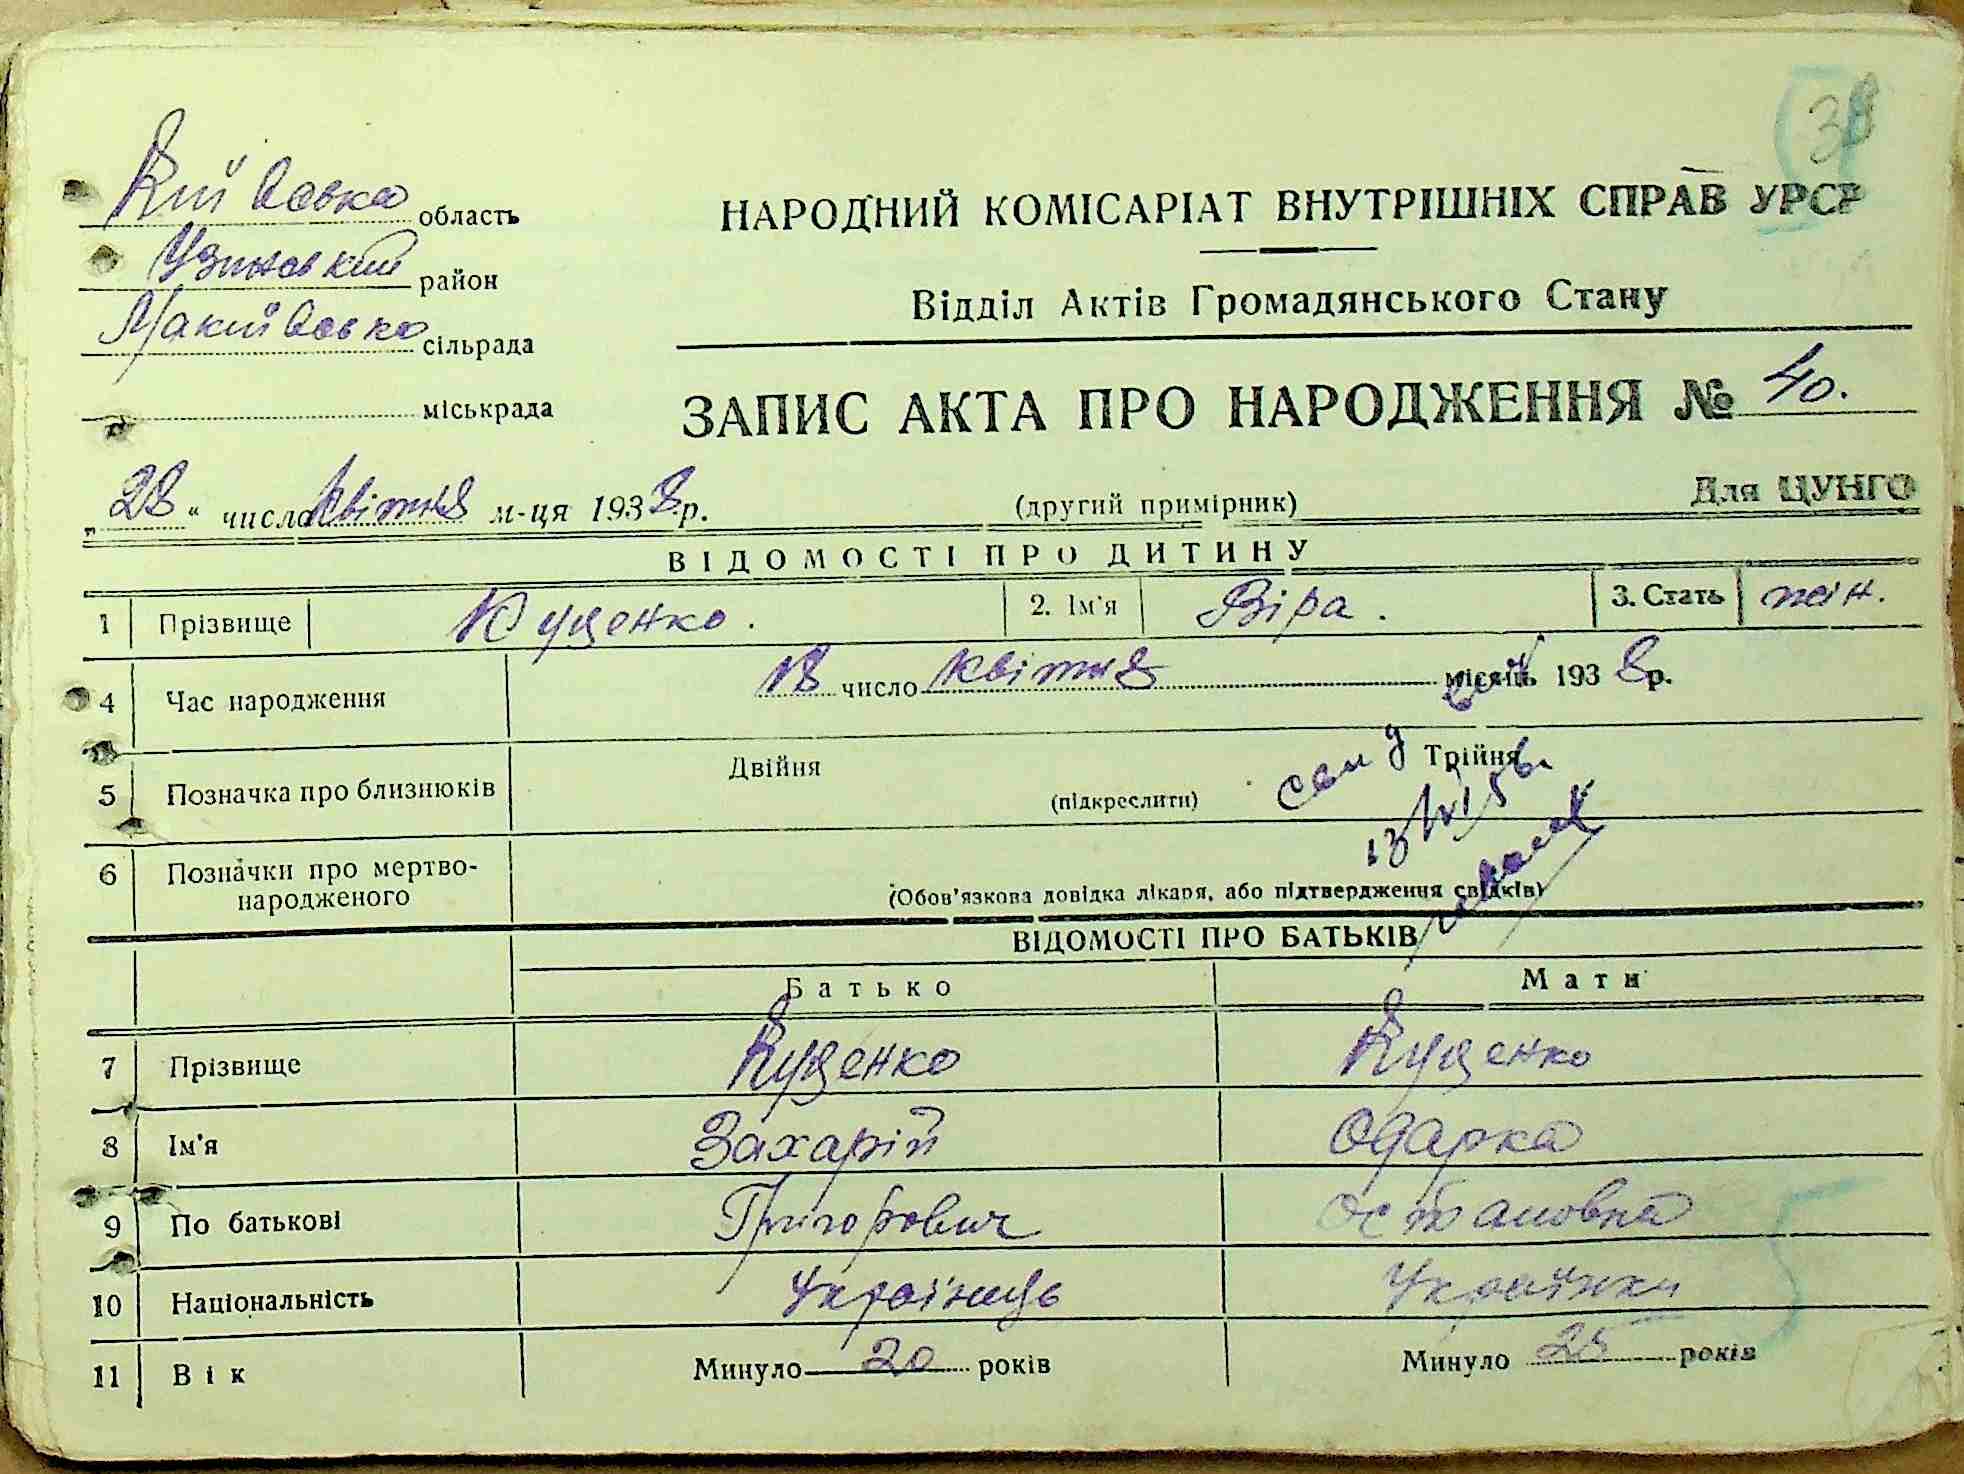 38
Київська область
НАРОДНИЙ КОМІСАРІАТ ВНУТРІШНІХ СПРАВ УРСР
Узиновский район
Відділ Актів Громадянського Стану
Макиївсько сільрада
міськрада
ЗАПИС АКТА ПРО НАРОДЖЕННЯ № 40.
„28“ число квітня м-ця 1938 р.
(другий примірник)
Для ЦУНГО
ВІДОМОСТІ ПРО ДИТИНУ
1 Прізвище Куценко. 2. Ім'я Віра. 3. Стать жін.
4 Час народження 18 число квітня місяць 1938 р.
5 Позначка про близнюків Двійня (підкреслити) Трійня
6 Позначки про мертво-
народженого
(Обов'язкова довідка лікаря, або підтвердження свідків)
ВІДОМОСТІ ПРО БАТЬКІВ
Батько Мати
7 Прізвище Куценко Куценко
8 Ім'я Захарій Одарка
9 По батькові Григорович Остаповна
10 Національність Українець Українка
11 Вік Минуло 20 років Минуло 25 років